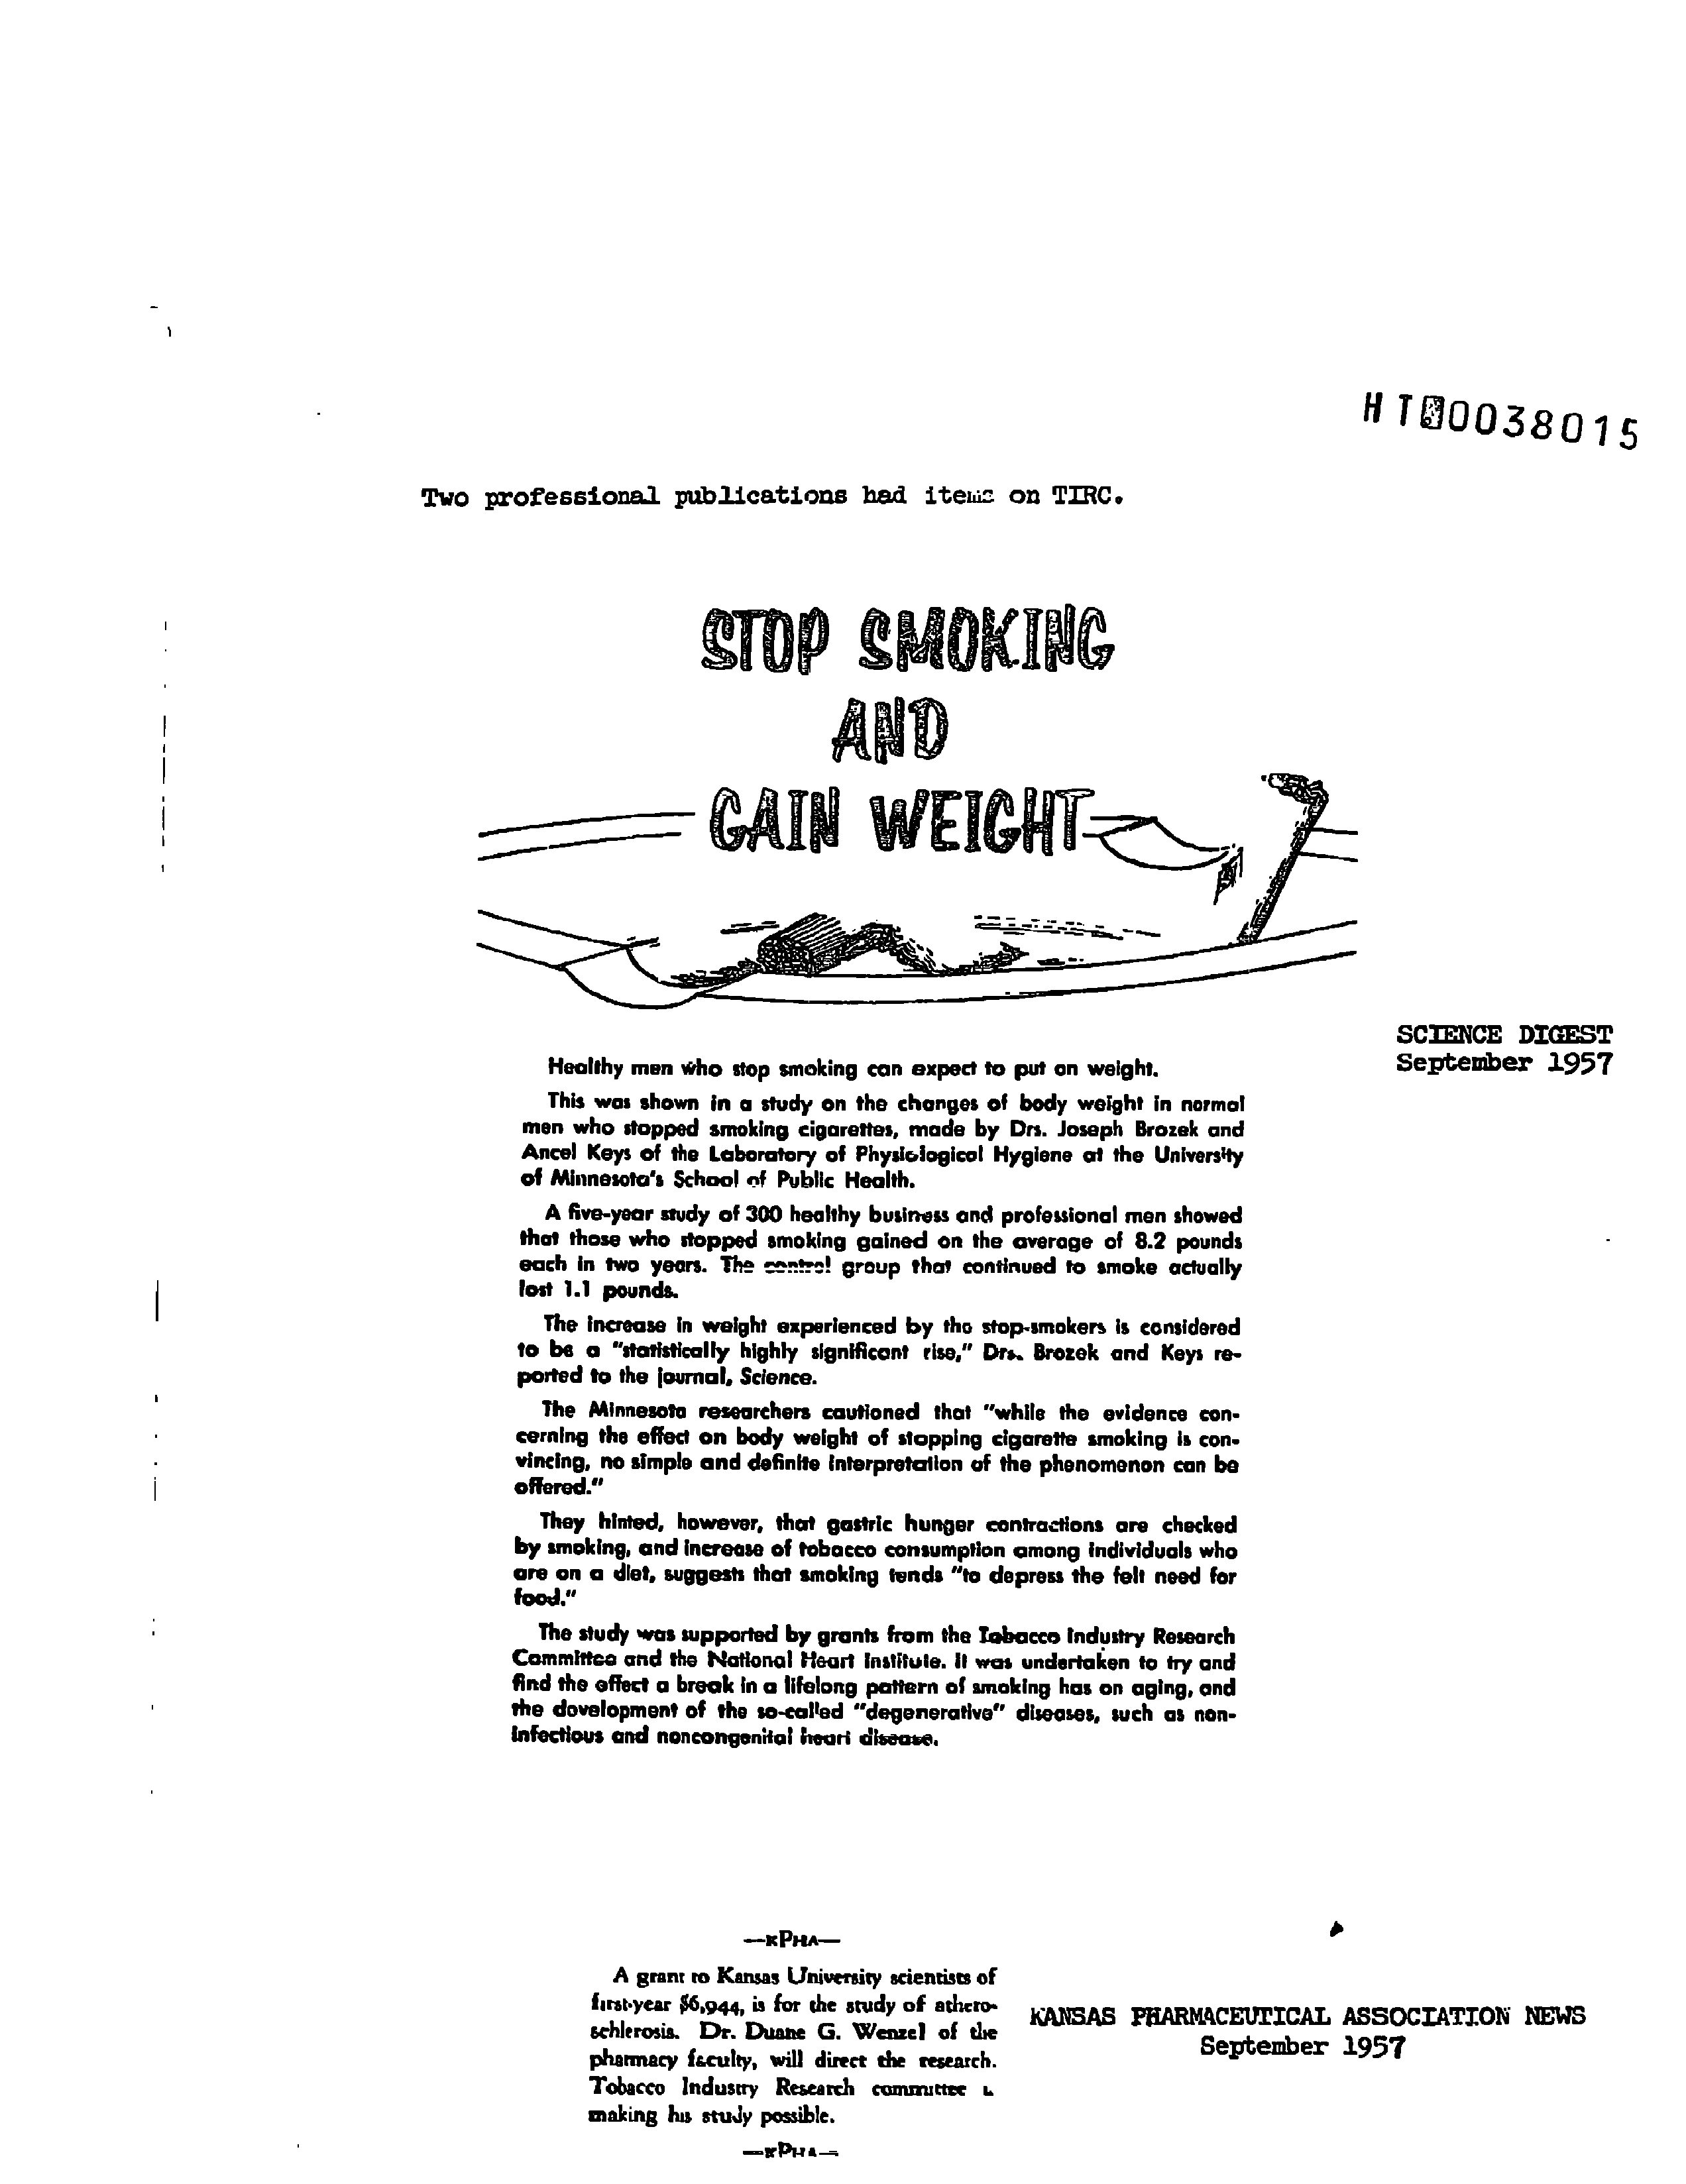 HT 0038015
Two professional publications had items on TIRC.
STOP SMOKING
AND
GAIN WEIGHT
SCIENCE DIGEST
September 1957
Healthy men who stop smoking can expect to put on weight.
This was shown in a study on the changes of body weight in normal
men who stopped smoking cigarettes, made by Drs. Joseph Brozek and
Ancel Keys of the Laboratory of Physiological Hygiene at the University
of Minnesota's School of Public Health.
A five-year study of 300 healthy business and professional men showed
that those who stopped smoking gained on the average of 8.2 pounds
each in two years. The control group that continued to smoke actually
lost 1.1 pounds.
The increase in weight experienced by the stop-smokers is considered
to be a "statistically highly significant rise," Drs. Brozek and Keys re-
ported to the journal, Science.
The Minnesota researchers cautioned that "while the evidence con-
cerning the effect on body weight of stopping cigarette smoking is con-
vincing, no simple and definite interpretation of the phenomenon can be
offered."
They hinted, however, that gastric hunger contractions are checked
by smoking, and increase of tobacco consumption among individuals who
are on a diet, suggests that smoking tends "to depress the felt need for
food."
The study was supported by grants from the Tobacco Industry Research
Committee and the National Heart Institute. It was undertaken to try and
find the effect a break in a lifelong pattern of smoking has on aging, and
the development of the so-called "degenerative" diseases, such as non-
infectious and noncongenital heart disease.
—KPHA—
A grant to Kansas University scientists of
first-year $6,944, is for the study of athero-
schlerosis. Dr. Duane G. Wenzel of the
pharmacy faculty, will direct the research.
Tobacco Industry Research committee
making his study possible.
—KPHA—
KANSAS PHARMACEUTICAL ASSOCIATION NEWS
September 1957